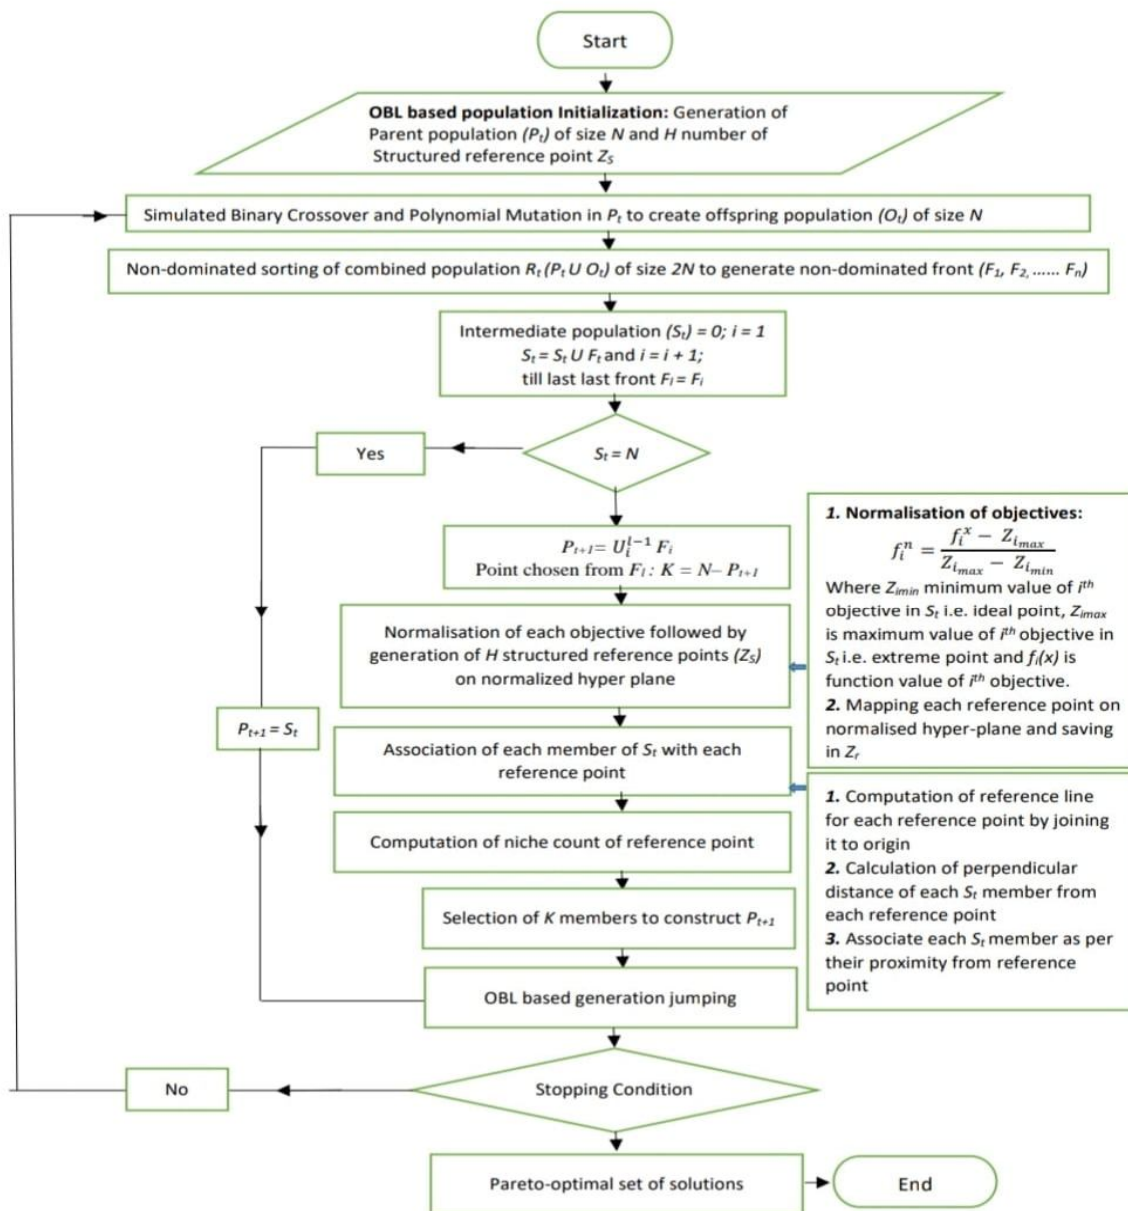 Start
OBL based population Initialization: Generation of
Parent population (Pt) of size N and H number of
Structured reference point ZS
Simulated Binary Crossover and Polynomial Mutation in Pt to create offspring population (Ot) of size N
Non-dominated sorting of combined population Rt (Pt U Ot) of size 2N to generate non-dominated front (F1, F2, ...... Fn)
Intermediate population (St) = 0; i = 1
St = St U Ft and i = i + 1;
till last last front Fl = Fi
St = N
Yes
Pt+1 = U_i^{l−1} Fi
Point chosen from Fl : K = N– Pt+1
Normalisation of each objective followed by
generation of H structured reference points (ZS)
on normalized hyper plane
Pt+1 = St
Association of each member of St with each
reference point
Computation of niche count of reference point
Selection of K members to construct Pt+1
OBL based generation jumping
1. Normalisation of objectives:
f_i^n = (f_i^x − Z_{i_max}) / (Z_{i_max} − Z_{i_min})
Where Zimin minimum value of ith
objective in St i.e. ideal point, Zimax
is maximum value of ith objective in
St i.e. extreme point and fi(x) is
function value of ith objective.
2. Mapping each reference point on
normalised hyper-plane and saving
in Zr
1. Computation of reference line
for each reference point by joining
it to origin
2. Calculation of perpendicular
distance of each St member from
each reference point
3. Associate each St member as per
their proximity from reference
point
Stopping Condition
No
Pareto-optimal set of solutions
End